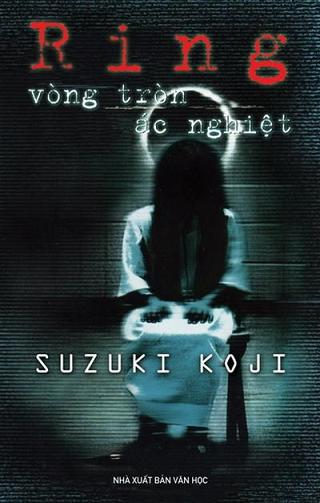 Ring
vòng tròn
ác nghiệt
SUZUKI KOJI
NHÀ XUẤT BẢN VĂN HỌC